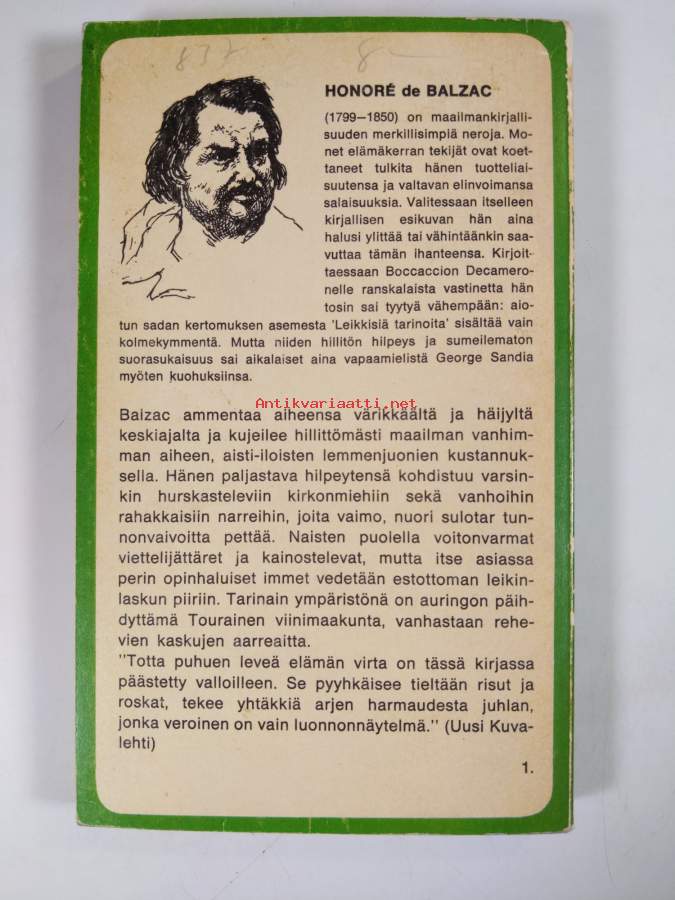 837 8–
HONORÉ de BALZAC
(1799–1850) on maailmankirjalli-
suuden merkillisimpiä neroja. Mo-
net elämäkerran tekijät ovat koet-
taneet tulkita hänen tuotteliai-
suutensa ja valtavan elinvoimansa
salaisuuksia. Valitessaan itselleen
kirjallisen esikuvan hän aina
halusi ylittää tai vähintäänkin saa-
vuttaa tämän ihanteensa. Kirjoit-
taessaan Boccaccion Decamero-
nelle ranskalaista vastinetta hän
tosin sai tyytyä vähempään: aio-
tun sadan kertomuksen asemesta 'Leikkisiä tarinoita' sisältää vain
kolmekymmentä. Mutta niiden hillitön hilpeys ja sumeilematon
suorasukaisuus sai aikalaiset aina vapaamielistä George Sandia
myöten kuohuksiinsa.
Antikvariaatti.net
Balzac ammentaa aiheensa värikkäältä ja häijyltä
keskiajalta ja kujeilee hillittömästi maailman vanhim-
man aiheen, aisti-iloisten lemmenjuonien kustannuk-
sella. Hänen paljastava hilpeytensä kohdistuu varsin-
kin hurskasteleviin kirkonmiehiin sekä vanhoihin
rahakkaisiin narreihin, joita vaimo, nuori sulotar tun-
nonvaivoitta pettää. Naisten puolella voitonvarmat
viettelijättäret ja kainostelevat, mutta itse asiassa
perin opinhaluiset immet vedetään estottoman leikin-
laskun piiriin. Tarinain ympäristönä on auringon päih-
dyttämä Tourainen viinimaakunta, vanhastaan rehe-
vien kaskujen aarreaitta.
"Totta puhuen leveä elämän virta on tässä kirjassa
päästetty valloilleen. Se pyyhkäisee tieltään risut ja
roskat, tekee yhtäkkiä arjen harmaudesta juhlan,
jonka veroinen on vain luonnonnäytelmä." (Uusi Kuva-
lehti)
1.